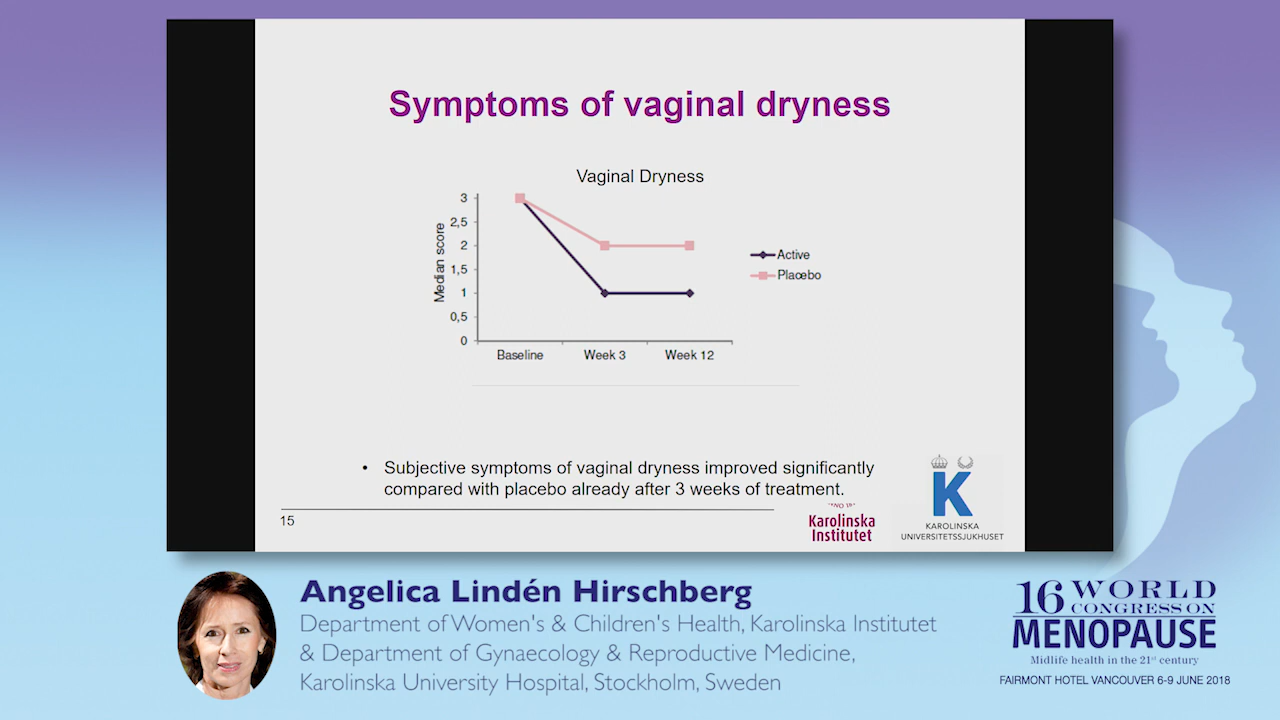 Symptoms of vaginal dryness
Vaginal Dryness
Median score
3
2,5
2
1,5
1
0,5
0
Baseline
Week 3
Week 12
Active
Placebo
• Subjective symptoms of vaginal dryness improved significantly
compared with placebo already after 3 weeks of treatment.
15
Karolinska
Institutet
K
KAROLINSKA
UNIVERSITETSSJUKHUSET
Angelica Lindén Hirschberg
Department of Women's & Children's Health, Karolinska Institutet
& Department of Gynaecology & Reproductive Medicine,
Karolinska University Hospital, Stockholm, Sweden
16 WORLD
CONGRESS ON
MENOPAUSE
Midlife health in the 21st century
FAIRMONT HOTEL VANCOUVER 6-9 JUNE 2018